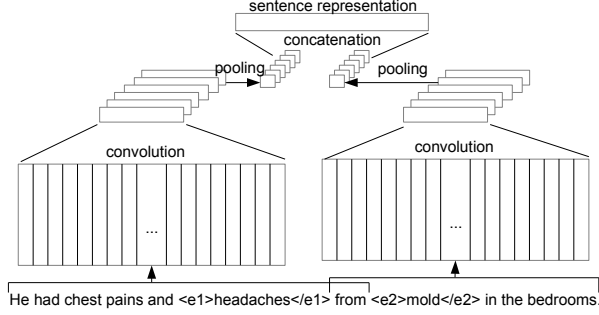 sentence representation
concatenation
pooling
pooling
convolution
convolution
...
...
He had chest pains and <e1>headaches</e1> from <e2>mold</e2> in the bedrooms.